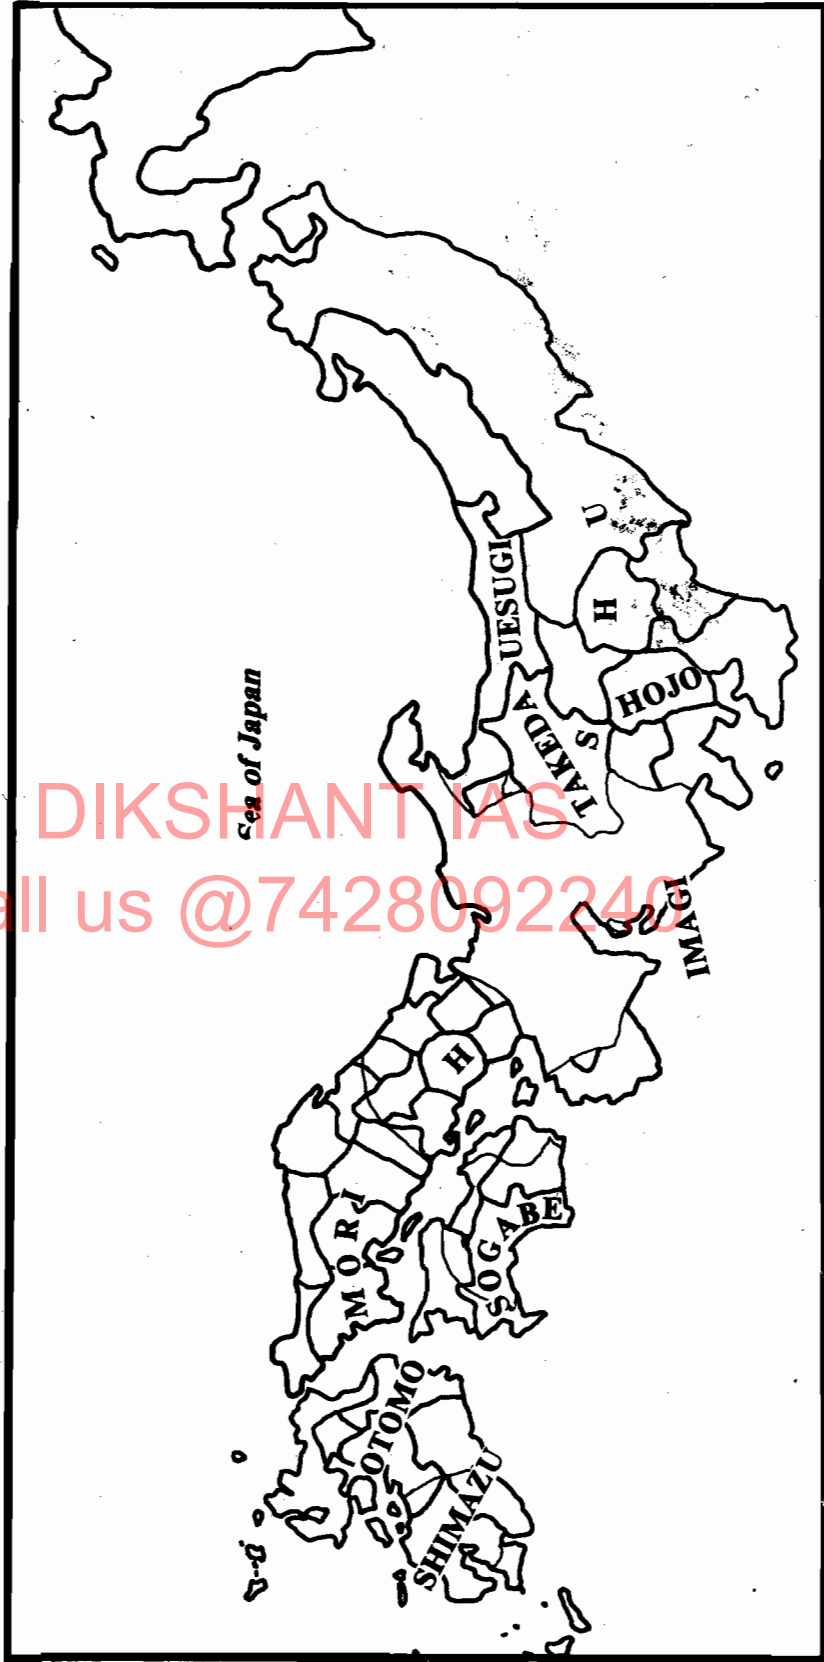 U
UESUGI
H
HOJO
TAKEDA
S
Sea of Japan
DIKSHANT IAS
all us @7428092240
IMAGI
H
MORI
SOGABE
OTOMO
SHIMAZU